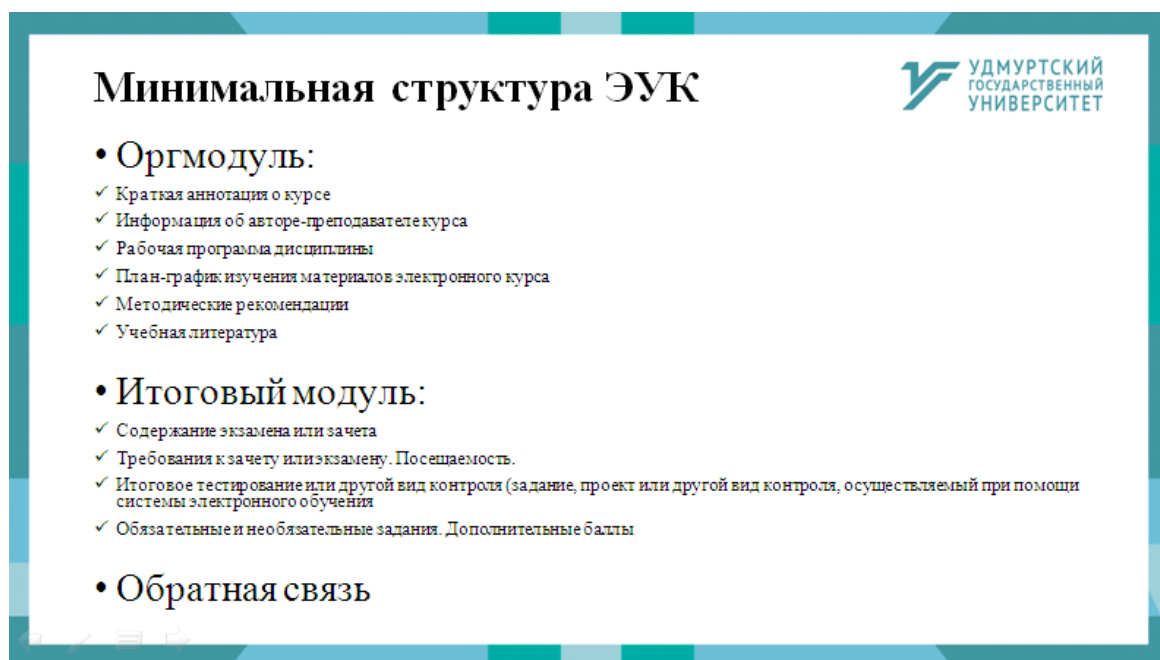 Минимальная структура ЭУК
УДМУРТСКИЙ
ГОСУДАРСТВЕННЫЙ
УНИВЕРСИТЕТ
• Оргмодуль:
✓ Краткая аннотация о курсе
✓ Информация об авторе-преподавателе курса
✓ Рабочая программа дисциплины
✓ План-график изучения материалов электронного курса
✓ Методические рекомендации
✓ Учебная литература
• Итоговый модуль:
✓ Содержание экзамена или зачета
✓ Требования к зачету или экзамену. Посещаемость.
✓ Итоговое тестирование или другой вид контроля (задание, проект или другой вид контроля, осуществляемый при помощи
системы электронного обучения
✓ Обязательные и необязательные задания. Дополнительные баллы
• Обратная связь